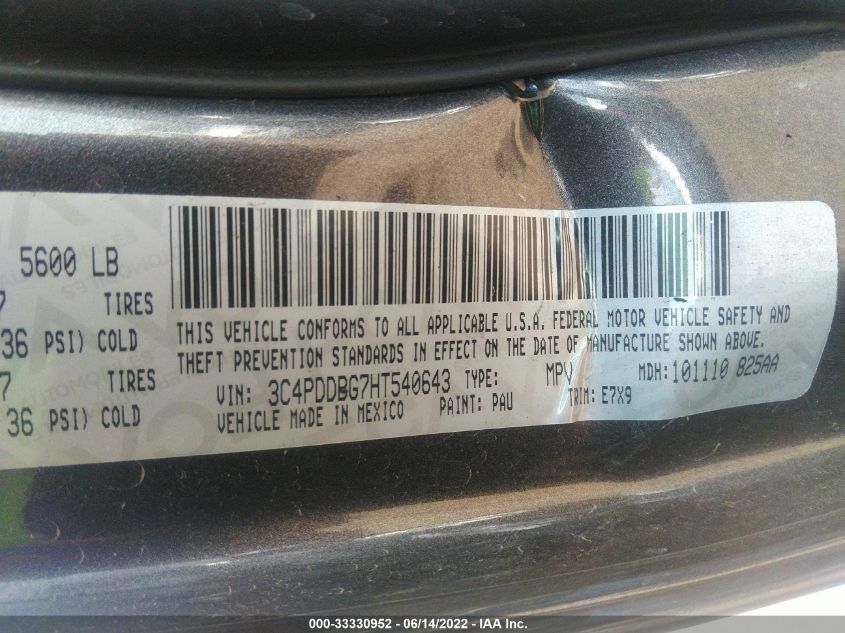 5600 LB
7 TIRES
36 PSI) COLD
7 TIRES
36 PSI) COLD
THIS VEHICLE CONFORMS TO ALL APPLICABLE U.S.A. FEDERAL MOTOR VEHICLE SAFETY AND
THEFT PREVENTION STANDARDS IN EFFECT ON THE DATE OF MANUFACTURE SHOWN ABOVE.
VIN: 3C4PDDBG7HT540643 TYPE: MPV MDH: 101110 825AA
VEHICLE MADE IN MEXICO PAINT: PAU TRIM: E7X9
000-33330952 - 06/14/2022 - IAA Inc.